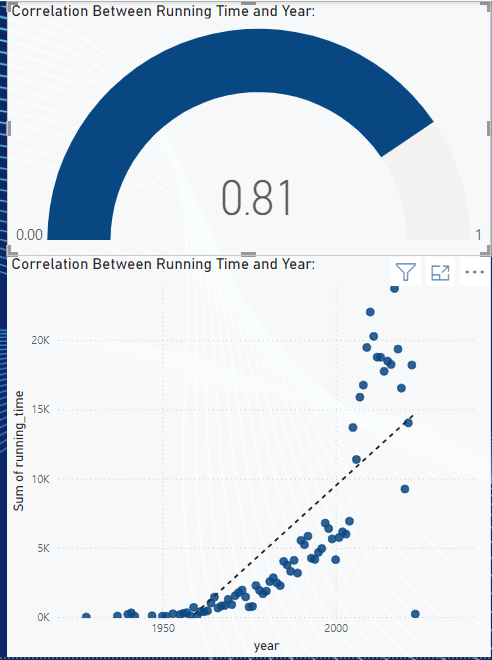 Correlation Between Running Time and Year:
0.81
0.00
1
Correlation Between Running Time and Year:
20K
15K
10K
5K
0K
Sum of running_time
1950
2000
year